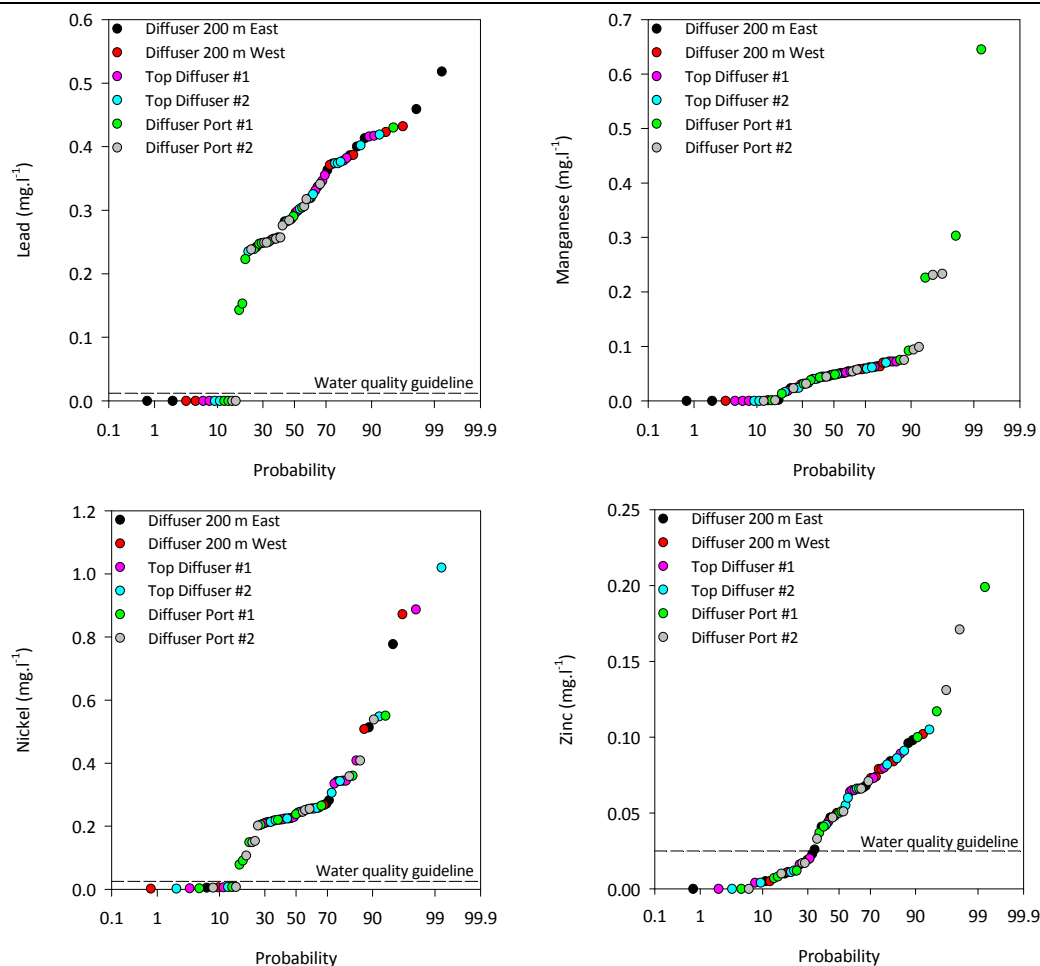 Lead (mg.l-1)
0.6
0.5
0.4
0.3
0.2
0.1
0.0
Diffuser 200 m East
Diffuser 200 m West
Top Diffuser #1
Top Diffuser #2
Diffuser Port #1
Diffuser Port #2
Water quality guideline
0.1 1 10 30 50 70 90 99 99.9
Probability
Manganese (mg.l-1)
0.7
0.6
0.5
0.4
0.3
0.2
0.1
0.0
Diffuser 200 m East
Diffuser 200 m West
Top Diffuser #1
Top Diffuser #2
Diffuser Port #1
Diffuser Port #2
0.1 1 10 30 50 70 90 99 99.9
Probability
Nickel (mg.l-1)
1.2
1.0
0.8
0.6
0.4
0.2
0.0
Diffuser 200 m East
Diffuser 200 m West
Top Diffuser #1
Top Diffuser #2
Diffuser Port #1
Diffuser Port #2
Water quality guideline
0.1 1 10 30 50 70 90 99 99.9
Probability
Zinc (mg.l-1)
0.25
0.20
0.15
0.10
0.05
0.00
Diffuser 200 m East
Diffuser 200 m West
Top Diffuser #1
Top Diffuser #2
Diffuser Port #1
Diffuser Port #2
Water quality guideline
0.1 1 10 30 50 70 90 99 99.9
Probability